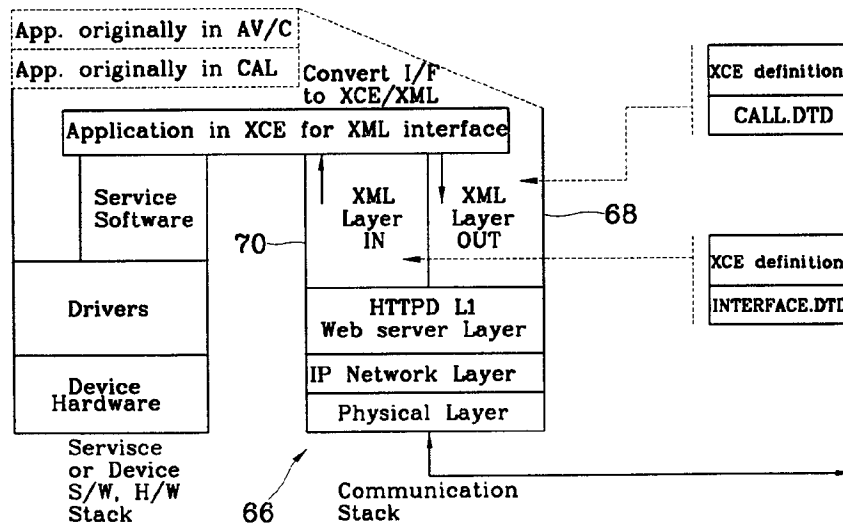 App. originally in AV/C
App. originally in CAL
Convert I/F
to XCE/XML
Application in XCE for XML interface
Service
Software
XML
Layer
IN
XML
Layer
OUT
70
68
XCE definition
CALL.DTD
XCE definition
INTERFACE.DTD
Drivers
HTTPD L1
Web server Layer
IP Network Layer
Device
Hardware
Physical Layer
Servisce
or Device
S/W, H/W
Stack
66
Communication
Stack